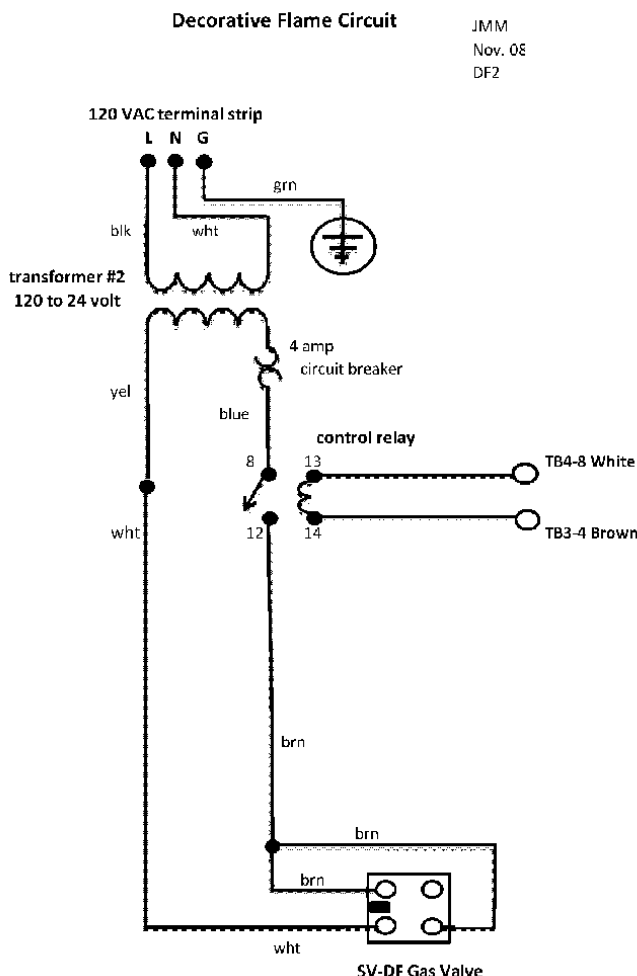 Decorative Flame Circuit
JMM
Nov. 08
DF2
120 VAC terminal strip
L N G
grn
blk
wht
transformer #2
120 to 24 volt
4 amp
circuit breaker
yel
blue
control relay
8
13
TB4-8 White
wht
12
14
TB3-4 Brown
brn
brn
brn
wht
SV-DF Gas Valve